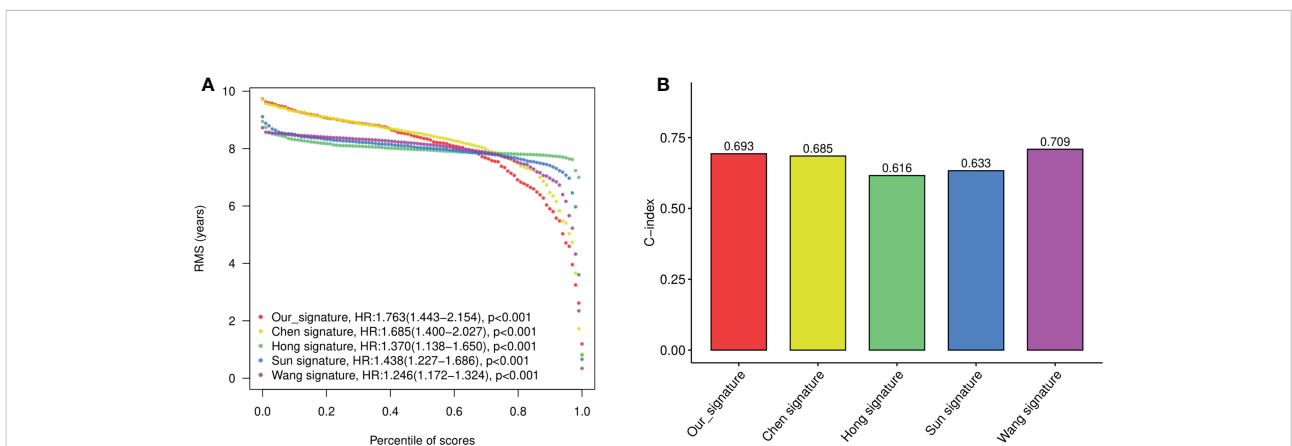 A
10
8
6
4
2
0
RMS (years)
Our_signature, HR:1.763(1.443−2.154), p<0.001
Chen signature, HR:1.685(1.400−2.027), p<0.001
Hong signature, HR:1.370(1.138−1.650), p<0.001
Sun signature, HR:1.438(1.227−1.686), p<0.001
Wang signature, HR:1.246(1.172−1.324), p<0.001
0.0 0.2 0.4 0.6 0.8 1.0
Percentile of scores
B
0.75
0.50
0.25
0.00
C−index
0.693 0.685 0.616 0.633 0.709
Our_signature
Chen signature
Hong signature
Sun signature
Wang signature